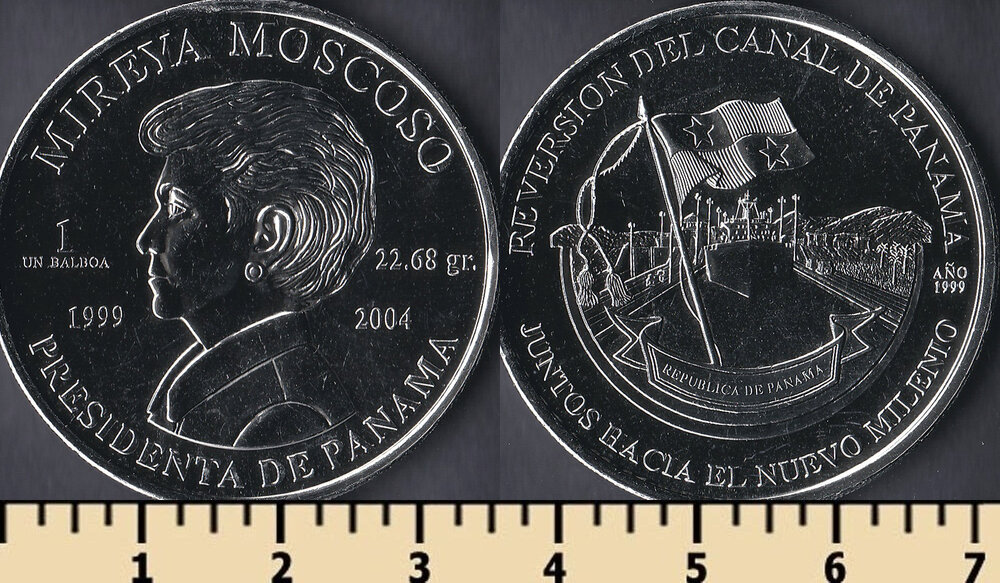 MIREYA MOSCOSO
1
UN BALBOA
22.68 gr.
1999
2004
PRESIDENTA DE PANAMA
REVERSION DEL CANAL DE PANAMA
AÑO
1999
REPUBLICA DE PANAMA
JUNTOS HACIA EL NUEVO MILENIO
1 2 3 4 5 6 7